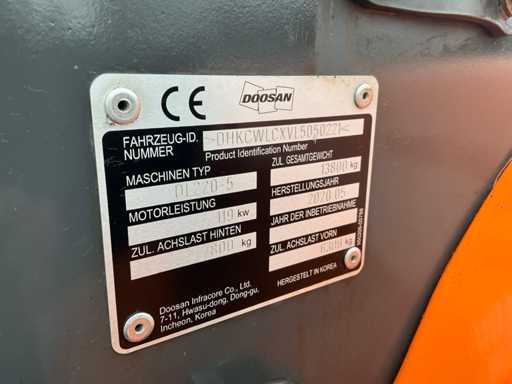 CE DOOSAN
FAHRZEUG-ID.
NUMMER
Product Identification Number
MASCHINEN TYP
DL220-5
MOTORLEISTUNG
119 kw
ZUL. ACHSLAST HINTEN
kg
ZUL. GESAMTGEWICHT
13800 kg
HERSTELLUNGSJAHR
2020-05-
JAHR DER INBETRIEBNAHME
ZUL. ACHSLAST VORN
kg
HERGESTELLT IN KOREA
Doosan Infracore Co., Ltd.
7-11, Hwasu-dong, Dong-gu,
Incheon, Korea